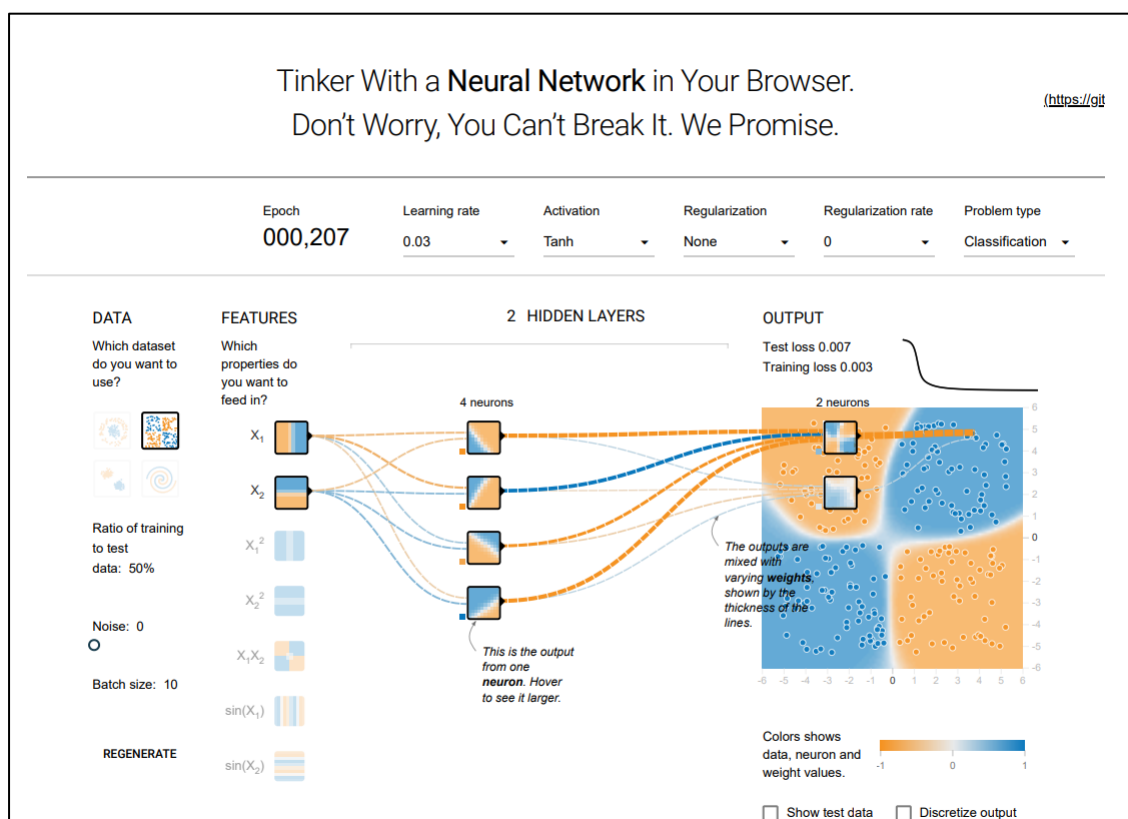 Tinker With a Neural Network in Your Browser.
Don't Worry, You Can't Break It. We Promise.
(https://git
Epoch
000,207
Learning rate
0.03
Activation
Tanh
Regularization
None
Regularization rate
0
Problem type
Classification
DATA
Which dataset
do you want to
use?
Ratio of training
to test
data: 50%
Noise: 0
Batch size: 10
REGENERATE
FEATURES
Which
properties do
you want to
feed in?
X₁
X₂
X₁²
X₂²
X₁X₂
sin(X₁)
sin(X₂)
2 HIDDEN LAYERS
4 neurons
This is the output
from one
neuron. Hover
to see it larger.
2 neurons
The outputs are
mixed with
varying weights,
shown by the
thickness of the
lines.
OUTPUT
Test loss 0.007
Training loss 0.003
6
5
4
3
2
1
0
-1
-2
-3
-4
-5
-6
-6 -5 -4 -3 -2 -1 0 1 2 3 4 5 6
Colors shows
data, neuron and
weight values.
-1 0 1
Show test data
Discretize output